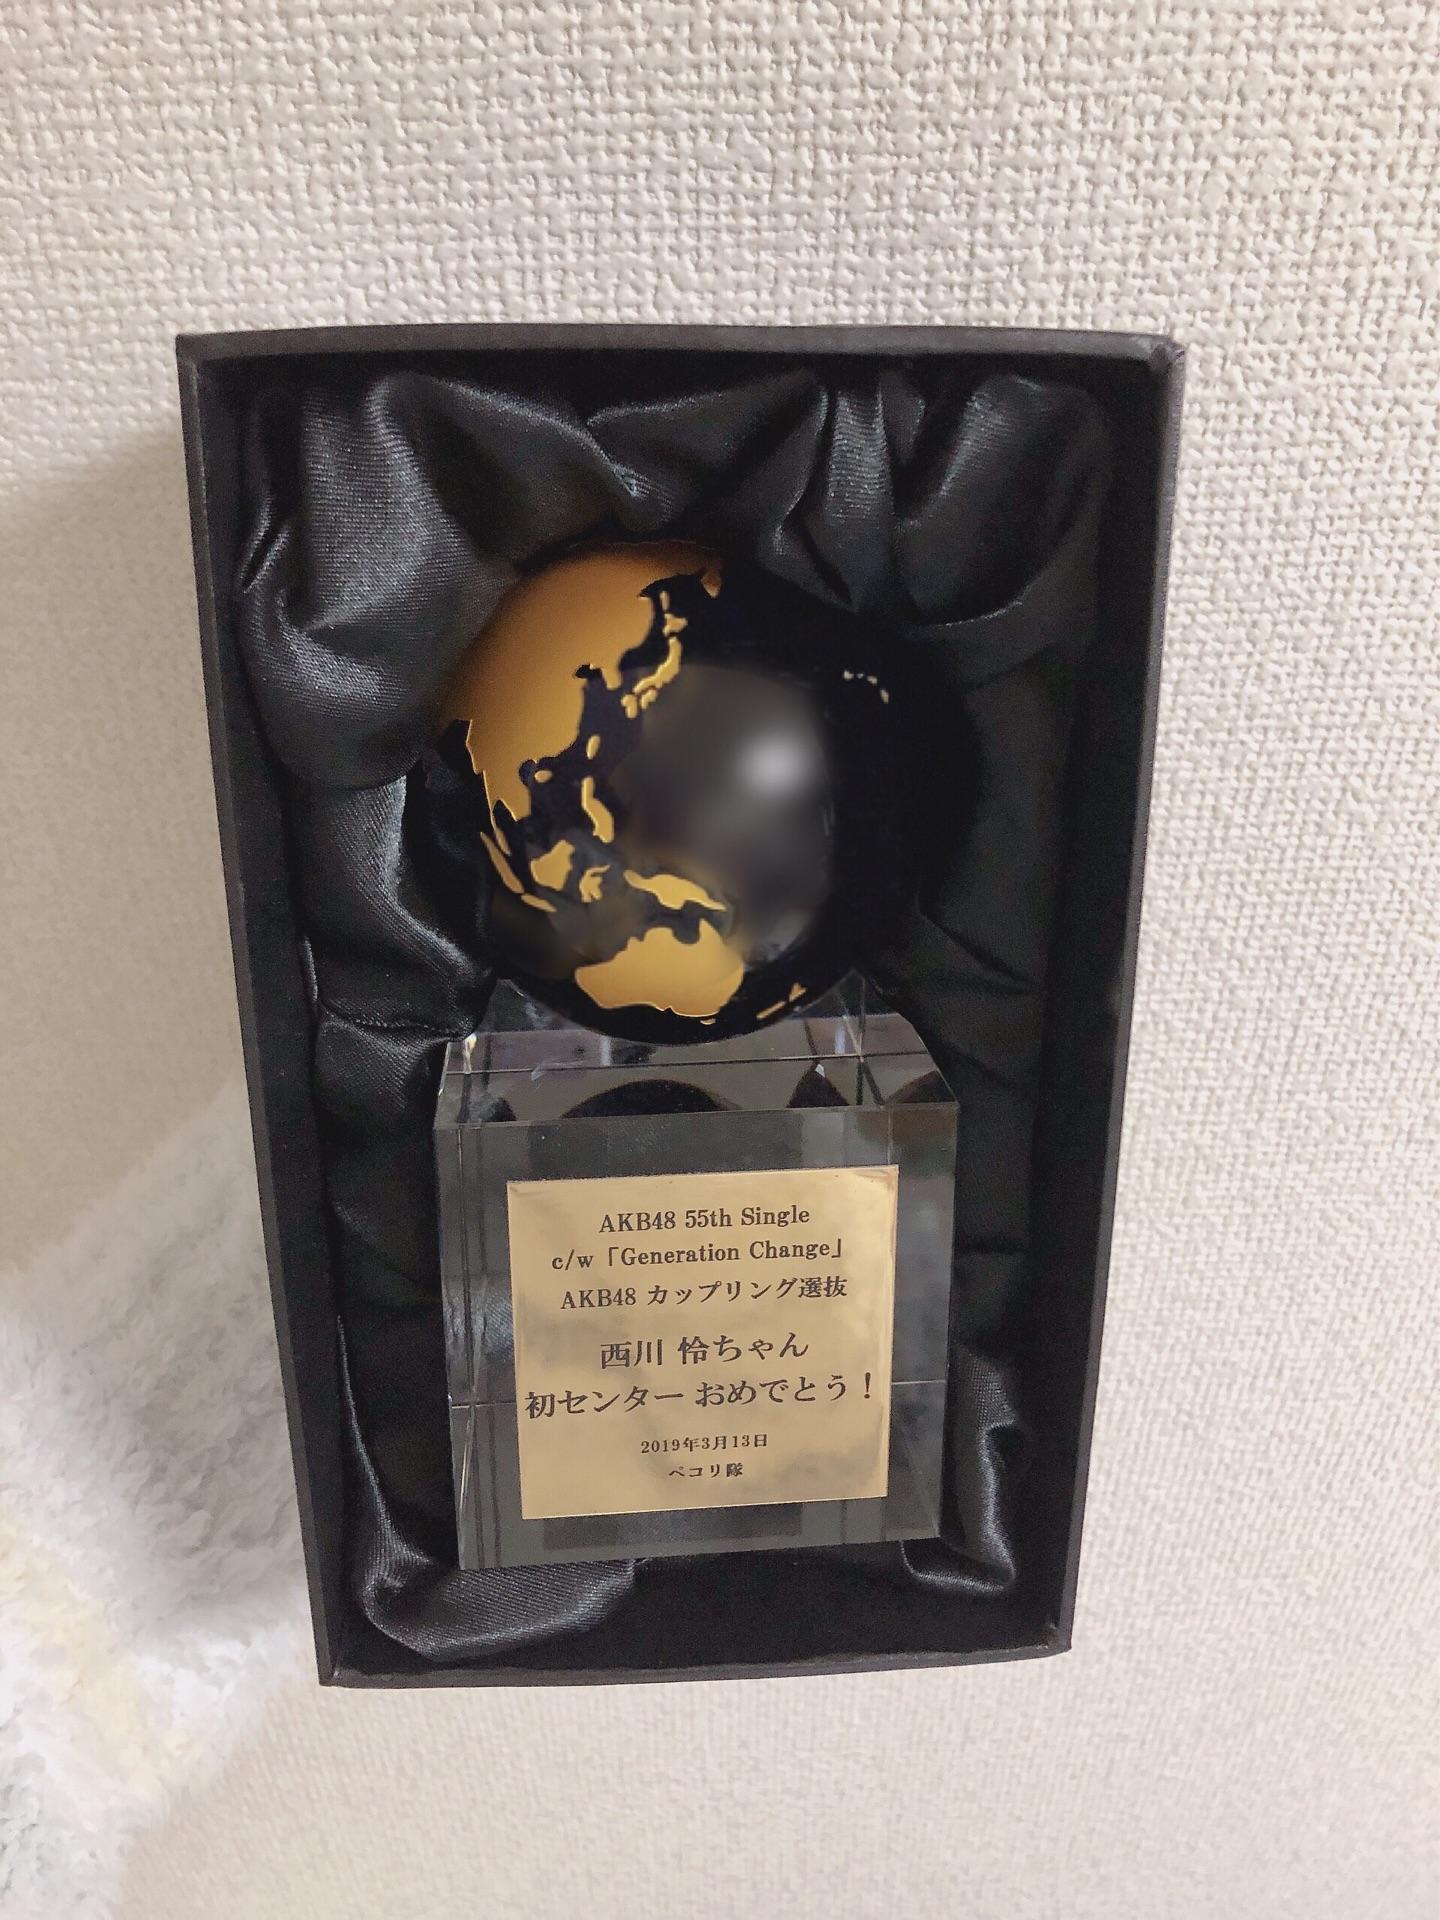 AKB48 55th Single
c/w「Generation Change」
AKB48 カップリング選抜
西川 怜ちゃん
初センター おめでとう！
2019年3月13日
ペコリ隊